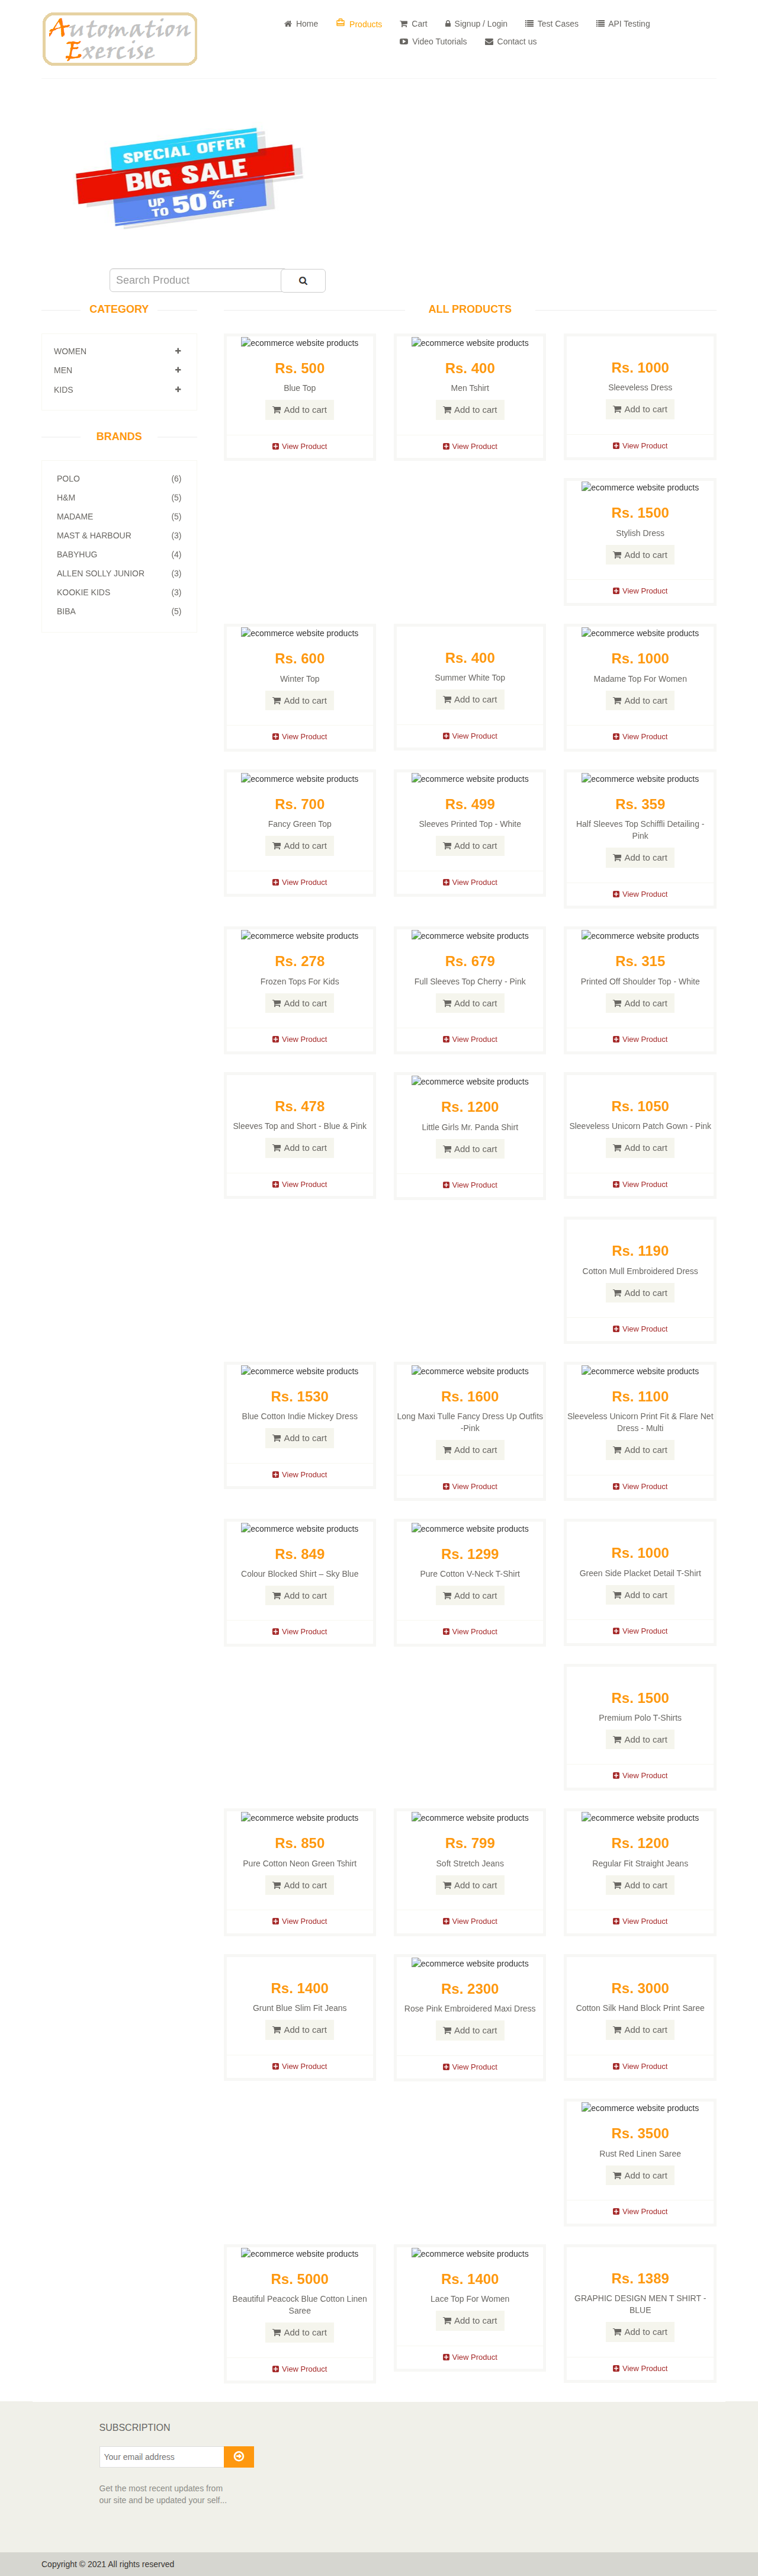 Automation
Exercise
Home
Products
Cart
Signup / Login
Test Cases
API Testing
Video Tutorials
Contact us
SPECIAL OFFER
BIG SALE
UP TO 50% OFF
Search Product
CATEGORY
WOMEN
MEN
KIDS
BRANDS
POLO (6)
H&M (5)
MADAME (5)
MAST & HARBOUR (3)
BABYHUG (4)
ALLEN SOLLY JUNIOR (3)
KOOKIE KIDS (3)
BIBA (5)
ALL PRODUCTS
ecommerce website products
Rs. 500
Blue Top
Add to cart
View Product
ecommerce website products
Rs. 400
Men Tshirt
Add to cart
View Product
Rs. 1000
Sleeveless Dress
Add to cart
View Product
ecommerce website products
Rs. 1500
Stylish Dress
Add to cart
View Product
ecommerce website products
Rs. 600
Winter Top
Add to cart
View Product
Rs. 400
Summer White Top
Add to cart
View Product
ecommerce website products
Rs. 1000
Madame Top For Women
Add to cart
View Product
ecommerce website products
Rs. 700
Fancy Green Top
Add to cart
View Product
ecommerce website products
Rs. 499
Sleeves Printed Top - White
Add to cart
View Product
ecommerce website products
Rs. 359
Half Sleeves Top Schiffli Detailing -
Pink
Add to cart
View Product
ecommerce website products
Rs. 278
Frozen Tops For Kids
Add to cart
View Product
ecommerce website products
Rs. 679
Full Sleeves Top Cherry - Pink
Add to cart
View Product
ecommerce website products
Rs. 315
Printed Off Shoulder Top - White
Add to cart
View Product
Rs. 478
Sleeves Top and Short - Blue & Pink
Add to cart
View Product
ecommerce website products
Rs. 1200
Little Girls Mr. Panda Shirt
Add to cart
View Product
Rs. 1050
Sleeveless Unicorn Patch Gown - Pink
Add to cart
View Product
Rs. 1190
Cotton Mull Embroidered Dress
Add to cart
View Product
ecommerce website products
Rs. 1530
Blue Cotton Indie Mickey Dress
Add to cart
View Product
ecommerce website products
Rs. 1600
Long Maxi Tulle Fancy Dress Up Outfits
-Pink
Add to cart
View Product
ecommerce website products
Rs. 1100
Sleeveless Unicorn Print Fit & Flare Net
Dress - Multi
Add to cart
View Product
ecommerce website products
Rs. 849
Colour Blocked Shirt – Sky Blue
Add to cart
View Product
ecommerce website products
Rs. 1299
Pure Cotton V-Neck T-Shirt
Add to cart
View Product
Rs. 1000
Green Side Placket Detail T-Shirt
Add to cart
View Product
Rs. 1500
Premium Polo T-Shirts
Add to cart
View Product
ecommerce website products
Rs. 850
Pure Cotton Neon Green Tshirt
Add to cart
View Product
ecommerce website products
Rs. 799
Soft Stretch Jeans
Add to cart
View Product
ecommerce website products
Rs. 1200
Regular Fit Straight Jeans
Add to cart
View Product
Rs. 1400
Grunt Blue Slim Fit Jeans
Add to cart
View Product
ecommerce website products
Rs. 2300
Rose Pink Embroidered Maxi Dress
Add to cart
View Product
Rs. 3000
Cotton Silk Hand Block Print Saree
Add to cart
View Product
ecommerce website products
Rs. 3500
Rust Red Linen Saree
Add to cart
View Product
ecommerce website products
Rs. 5000
Beautiful Peacock Blue Cotton Linen
Saree
Add to cart
View Product
ecommerce website products
Rs. 1400
Lace Top For Women
Add to cart
View Product
Rs. 1389
GRAPHIC DESIGN MEN T SHIRT -
BLUE
Add to cart
View Product
SUBSCRIPTION
Your email address
Get the most recent updates from
our site and be updated your self...
Copyright © 2021 All rights reserved